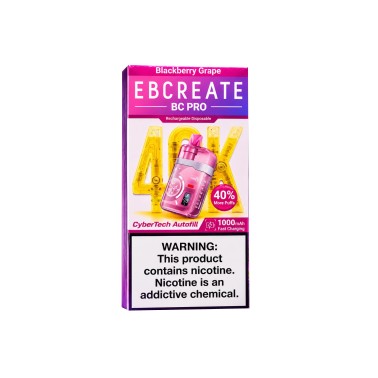 Blackberry Grape
EBCREATE
BC PRO
Rechargeable Disposable
40K
40%
More Puffs
CyberTech Autofill
1000mAh
Fast Charging
WARNING:
This product
contains nicotine.
Nicotine is an
addictive chemical.